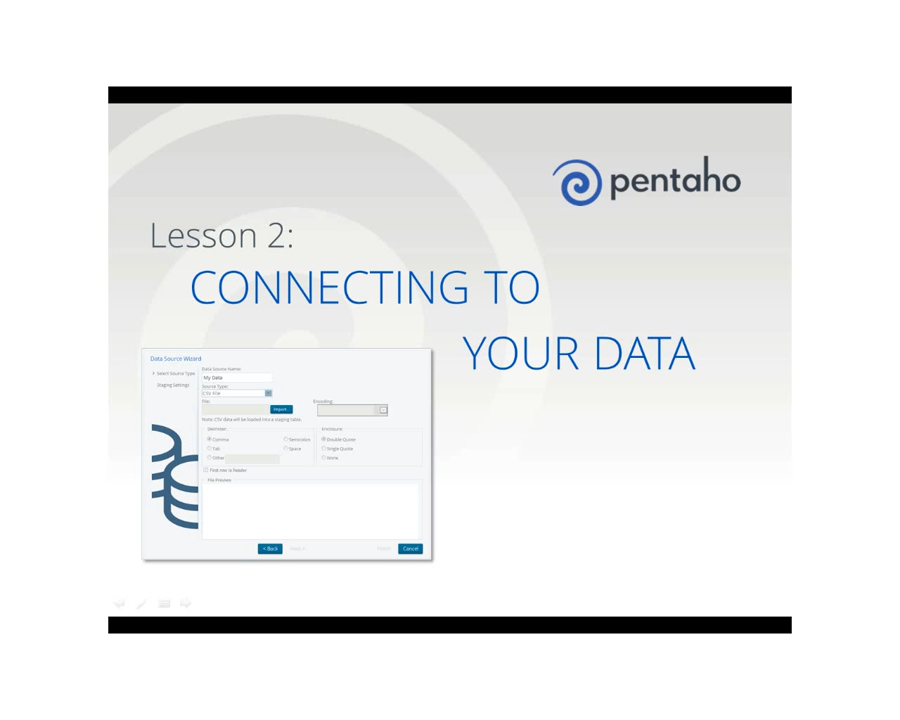 pentaho
Lesson 2:
CONNECTING TO
YOUR DATA
Data Source Wizard
Select Source Type
Staging Settings
Data Source Name:
My Data
Source Type:
CSV File
File:
Import...
Encoding:
Note: CSV data will be loaded into a staging table.
Delimiter:
Comma
Semicolon
Tab
Space
Other
Enclosure:
Double Quote
Single Quote
None
First row is header
File Preview
< Back
Next >
Finish
Cancel